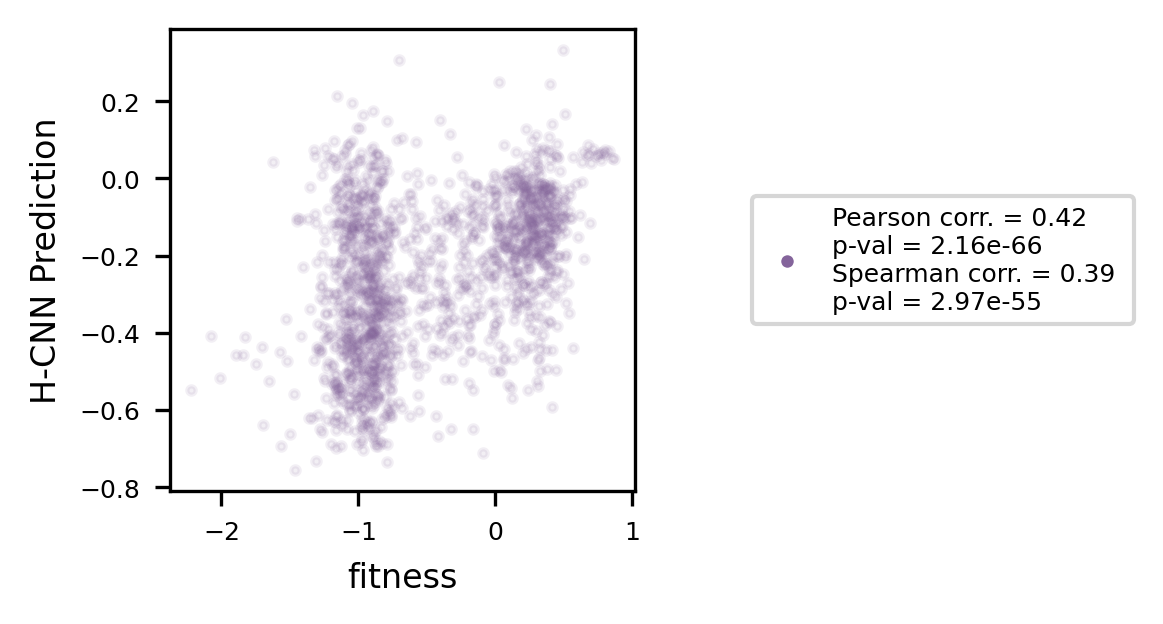 H-CNN Prediction
0.2
0.0
−0.2
−0.4
−0.6
−0.8
−2
−1
0
1
fitness
Pearson corr. = 0.42
p-val = 2.16e-66
Spearman corr. = 0.39
p-val = 2.97e-55